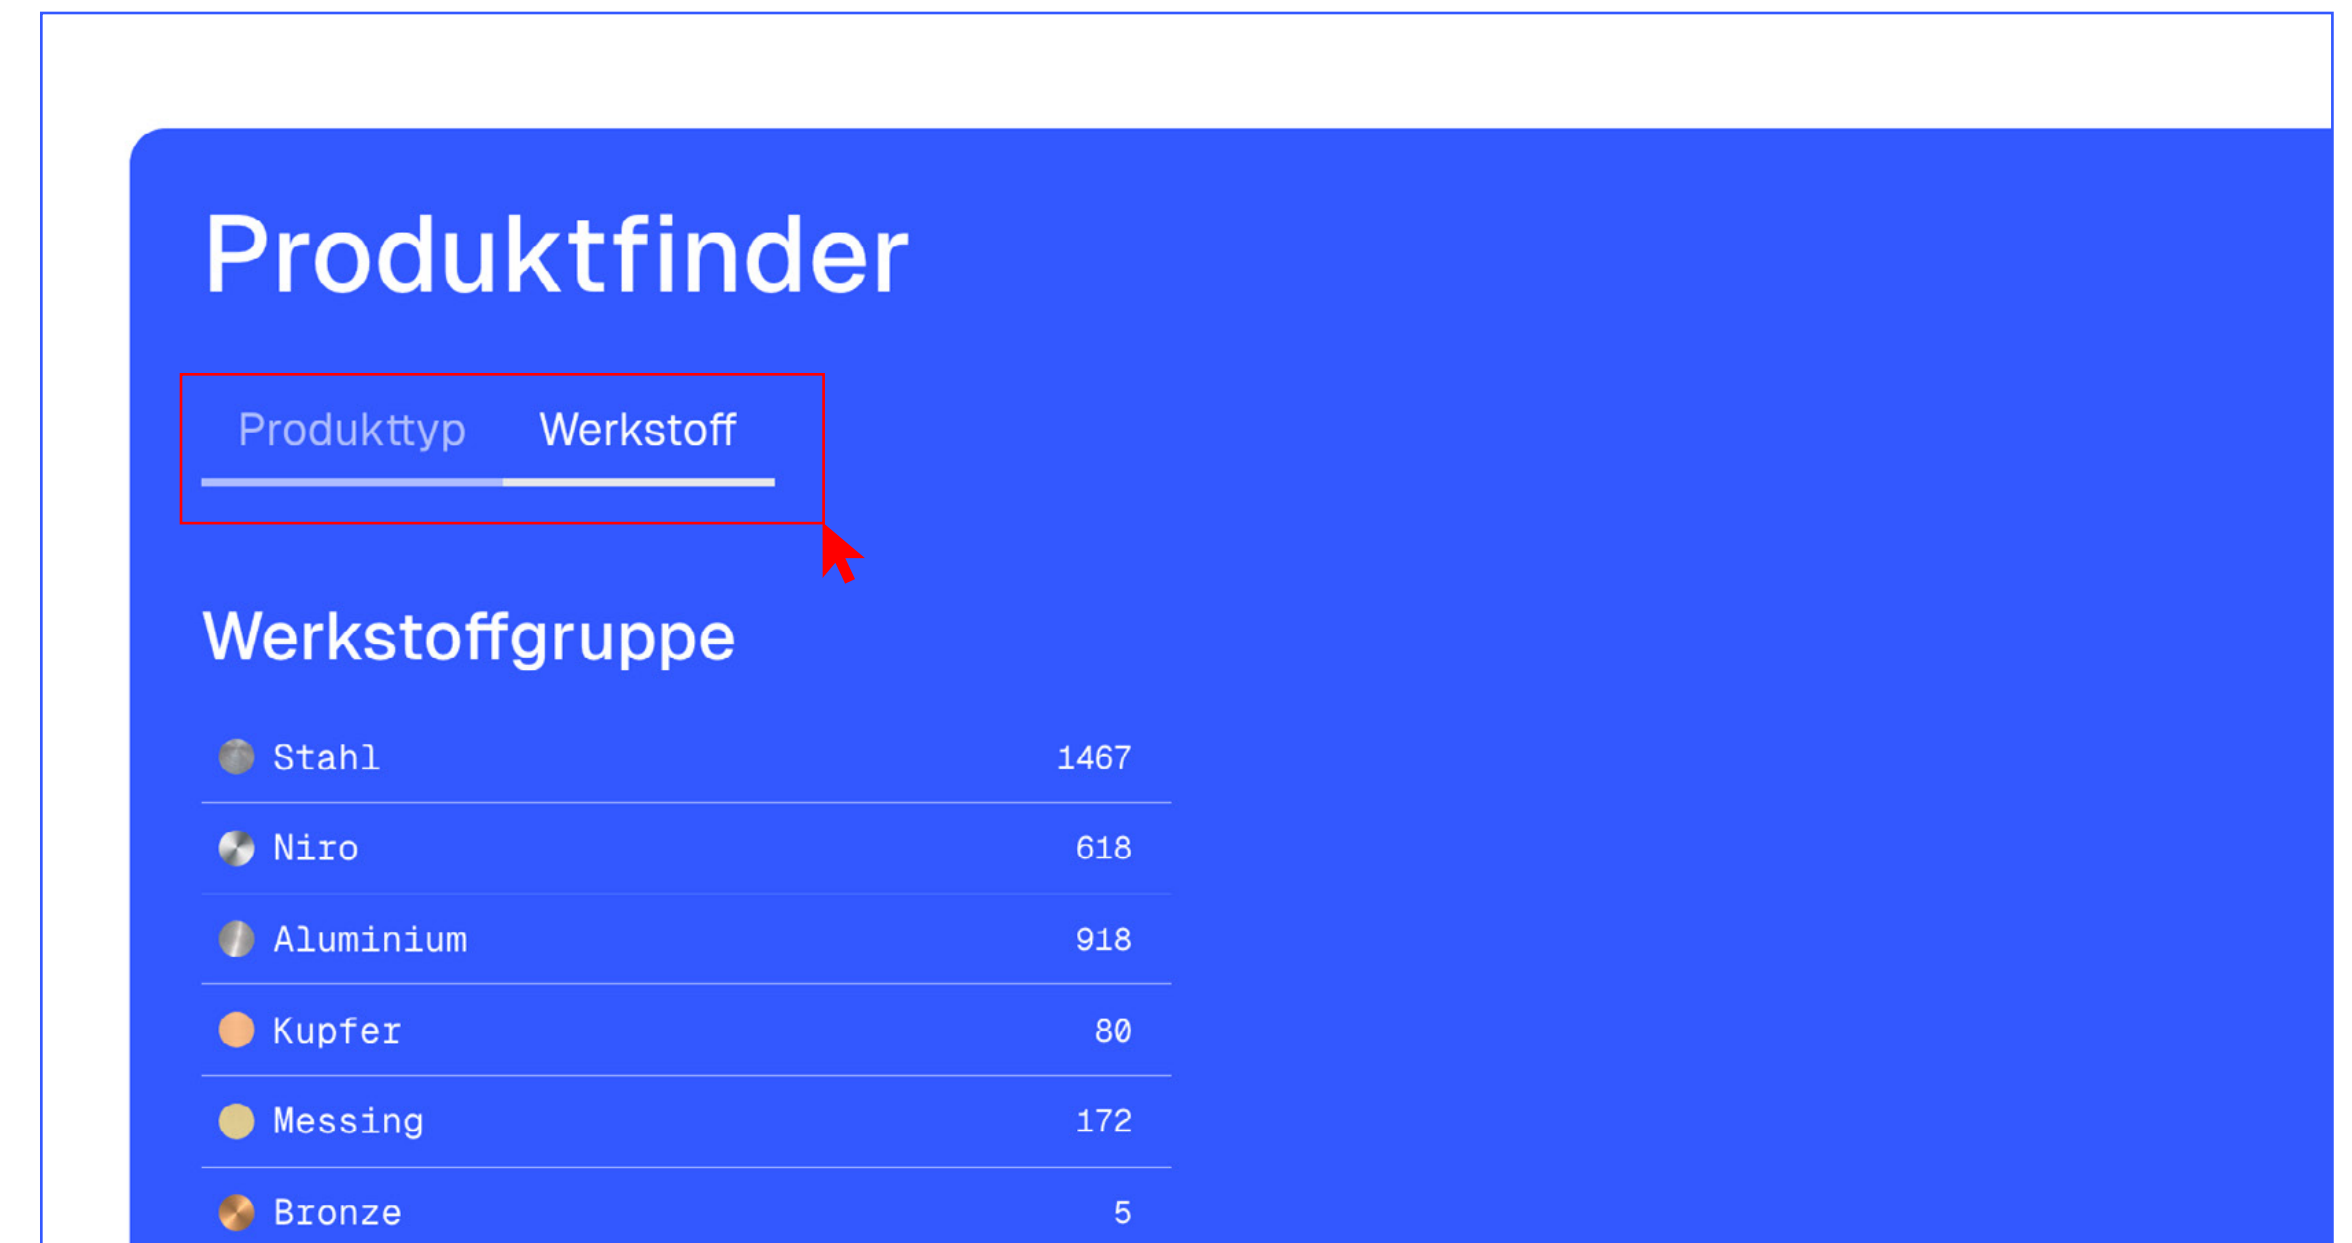 Produktfinder
Produkttyp Werkstoff
Werkstoffgruppe
Stahl 1467
Niro 618
Aluminium 918
Kupfer 80
Messing 172
Bronze 5